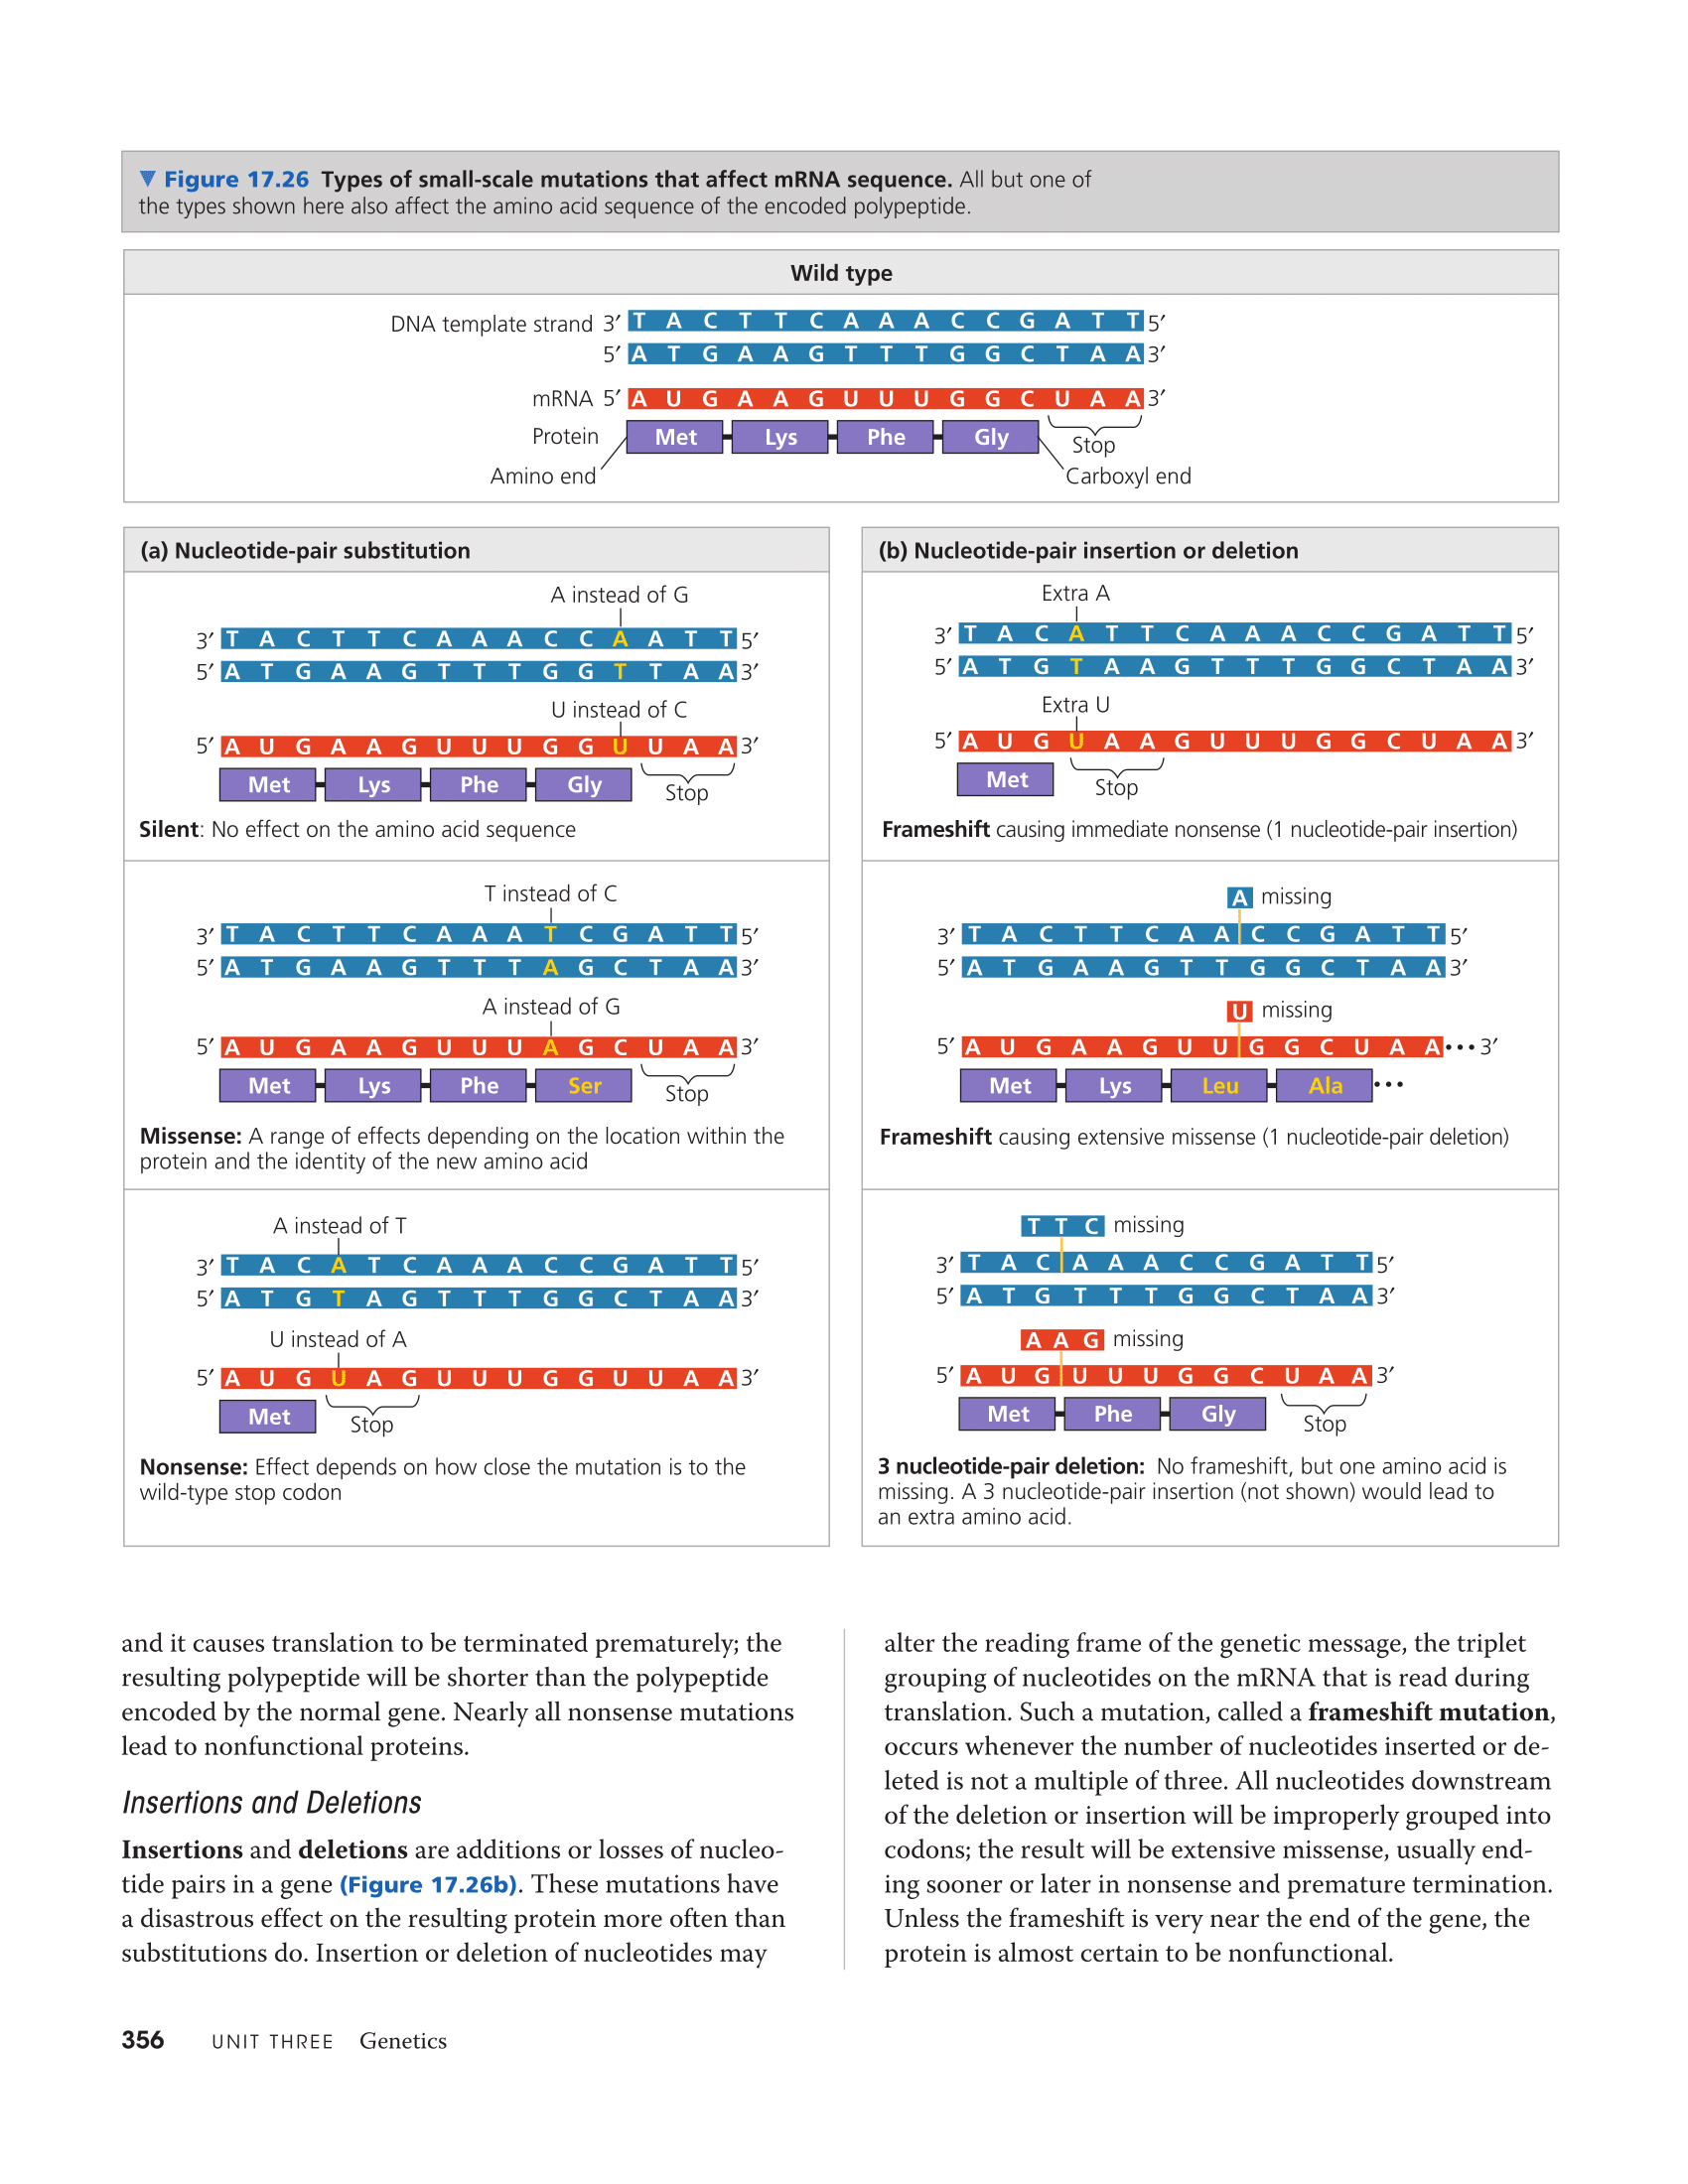 ▼ Figure 17.26 Types of small-scale mutations that affect mRNA sequence. All but one of
the types shown here also affect the amino acid sequence of the encoded polypeptide.
Wild type
DNA template strand 3′ T A C T T C A A A C C G A T T 5′
5′ A T G A A G T T T G G C T A A 3′
mRNA 5′ A U G A A G U U U G G C U A A 3′
Protein Met Lys Phe Gly Stop
Amino end Carboxyl end
(a) Nucleotide-pair substitution
A instead of G
3′ T A C T T C A A A C C A A T T 5′
5′ A T G A A G T T T G G T T A A 3′
U instead of C
5′ A U G A A G U U U G G U U A A 3′
Met Lys Phe Gly Stop
Silent: No effect on the amino acid sequence
T instead of C
3′ T A C T T C A A A T C G A T T 5′
5′ A T G A A G T T T A G C T A A 3′
A instead of G
5′ A U G A A G U U U A G C U A A 3′
Met Lys Phe Ser Stop
Missense: A range of effects depending on the location within the
protein and the identity of the new amino acid
A instead of T
3′ T A C A T C A A A C C G A T T 5′
5′ A T G T A G T T T G G C T A A 3′
U instead of A
5′ A U G U A G U U U G G U U A A 3′
Met Stop
Nonsense: Effect depends on how close the mutation is to the
wild-type stop codon
(b) Nucleotide-pair insertion or deletion
Extra A
3′ T A C A T T C A A A C C G A T T 5′
5′ A T G T A A G T T T G G C T A A 3′
Extra U
5′ A U G U A A G U U U G G C U A A 3′
Met Stop
Frameshift causing immediate nonsense (1 nucleotide-pair insertion)
A missing
3′ T A C T T C A A C C G A T T 5′
5′ A T G A A G T T G G C T A A 3′
U missing
5′ A U G A A G U U G G C U A A ••• 3′
Met Lys Leu Ala •••
Frameshift causing extensive missense (1 nucleotide-pair deletion)
T T C missing
3′ T A C A A A C C G A T T 5′
5′ A T G T T T G G C T A A 3′
A A G missing
5′ A U G U U U G G C U A A 3′
Met Phe Gly Stop
3 nucleotide-pair deletion: No frameshift, but one amino acid is
missing. A 3 nucleotide-pair insertion (not shown) would lead to
an extra amino acid.
and it causes translation to be terminated prematurely; the
resulting polypeptide will be shorter than the polypeptide
encoded by the normal gene. Nearly all nonsense mutations
lead to nonfunctional proteins.
Insertions and Deletions
Insertions and deletions are additions or losses of nucleo-
tide pairs in a gene (Figure 17.26b). These mutations have
a disastrous effect on the resulting protein more often than
substitutions do. Insertion or deletion of nucleotides may
alter the reading frame of the genetic message, the triplet
grouping of nucleotides on the mRNA that is read during
translation. Such a mutation, called a frameshift mutation,
occurs whenever the number of nucleotides inserted or de-
leted is not a multiple of three. All nucleotides downstream
of the deletion or insertion will be improperly grouped into
codons; the result will be extensive missense, usually end-
ing sooner or later in nonsense and premature termination.
Unless the frameshift is very near the end of the gene, the
protein is almost certain to be nonfunctional.
356 UNIT THREE Genetics